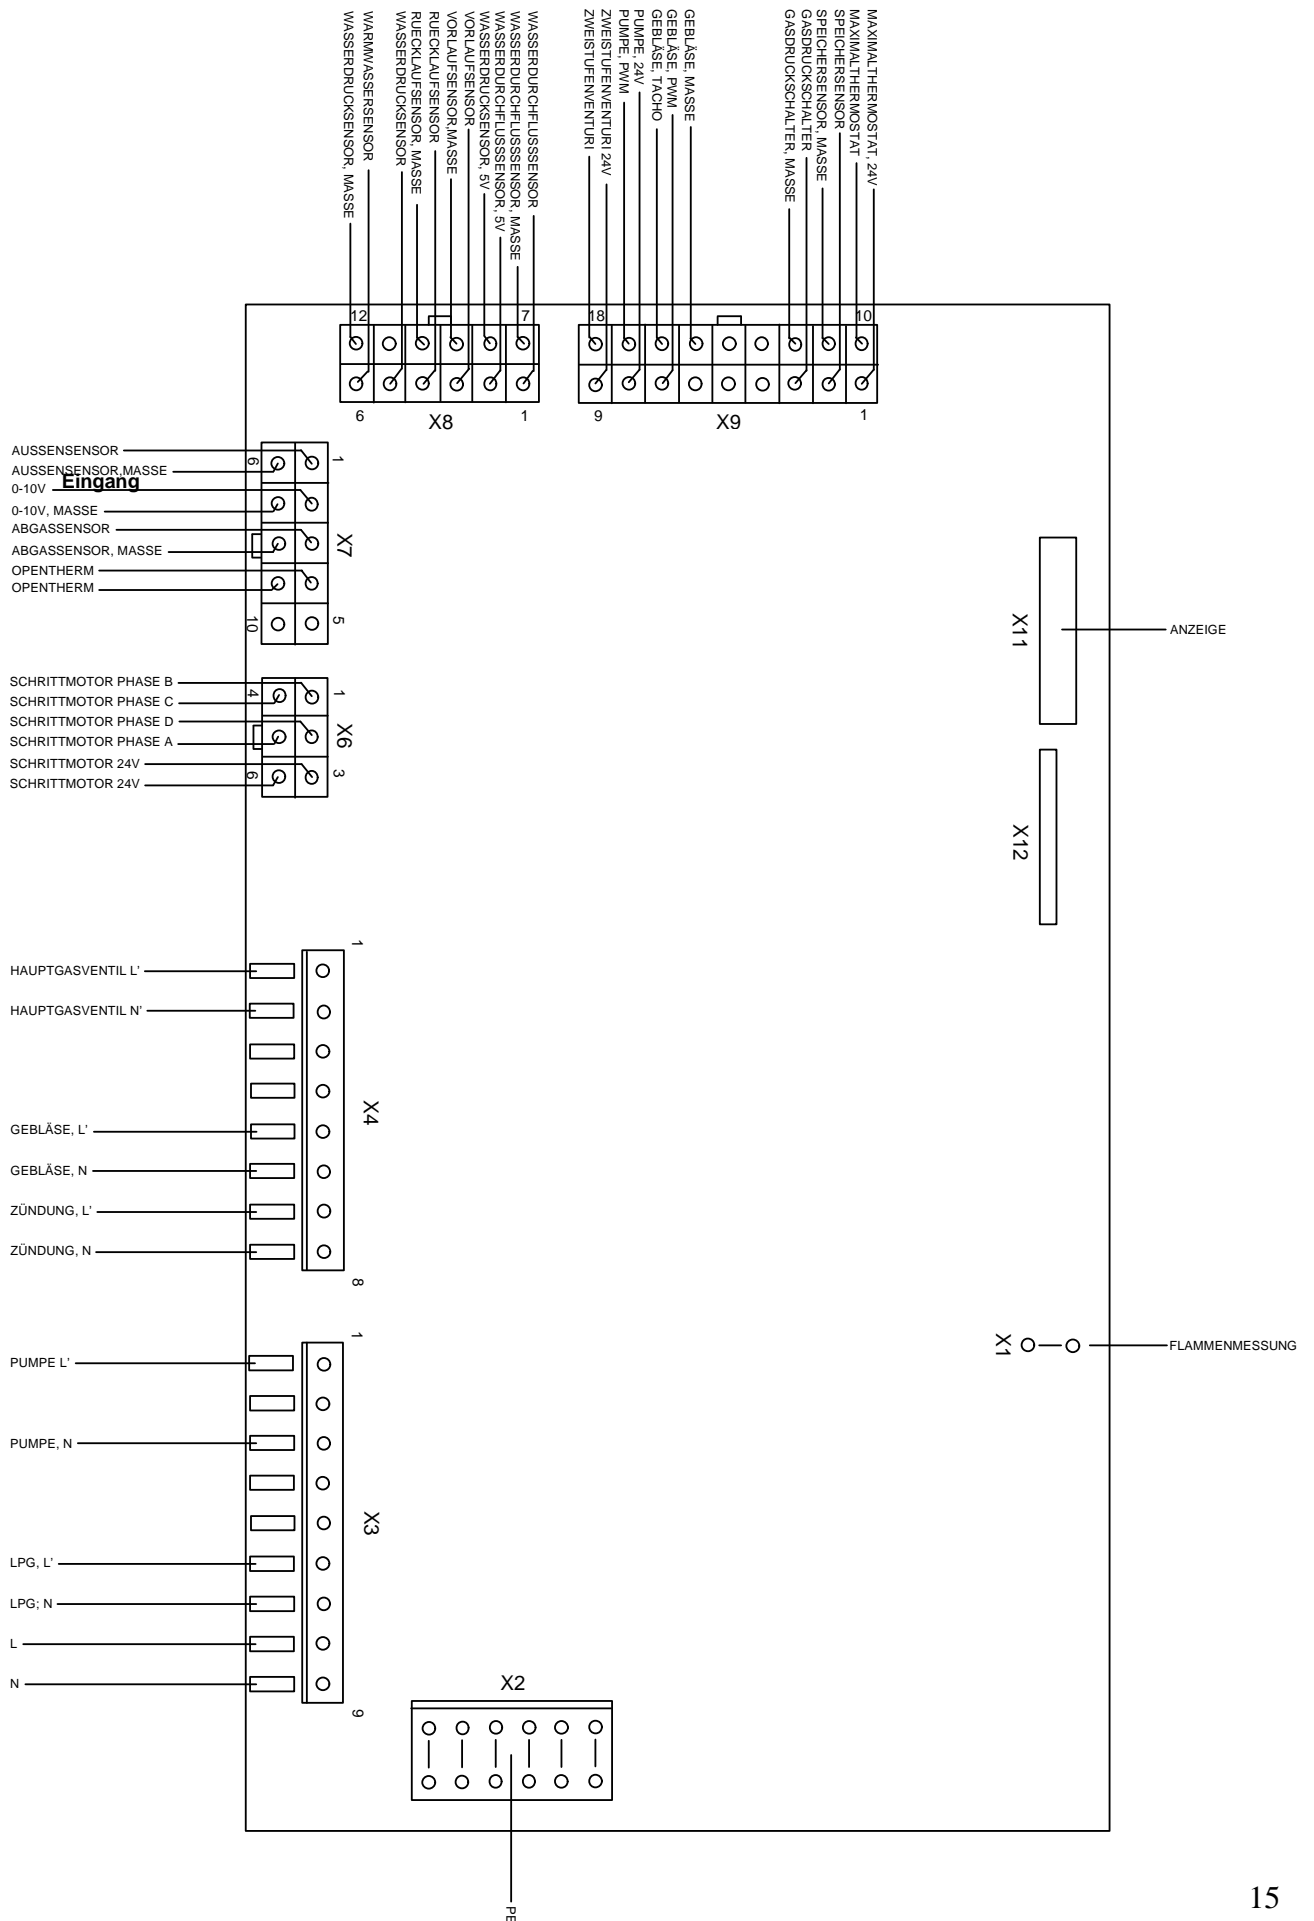 WASSERDRUCKSENSOR, MASSE
WARMWASSERSENSOR
WASSERDRUCKSENSOR
RUECKLAUFSENSOR, MASSE
RUECKLAUFSENSOR
VORLAUFSENSOR,MASSE
VORLAUFSENSOR
WASSERDRUCKSENSOR, 5V
WASSERDURCHFLUSSSENSOR, 5V
WASSERDURCHFLUSSSENSOR, MASSE
WASSERDURCHFLUSSSENSOR
ZWEISTUFENVENTURI
ZWEISTUFENVENTURI 24V
PUMPE, PWM
PUMPE, 24V
GEBLÄSE, TACHO
GEBLÄSE, PWM
GEBLÄSE, MASSE
GASDRUCKSCHALTER, MASSE
GASDRUCKSCHALTER
SPEICHERSENSOR, MASSE
SPEICHERSENSOR
MAXIMALTHERMOSTAT
MAXIMALTHERMOSTAT, 24V
12 7 18 10
6 X8 1 9 X9 1
AUSSENSENSOR
6 1
AUSSENSENSOR,MASSE
Eingang
0-10V
0-10V, MASSE
ABGASSENSOR
X7
ABGASSENSOR, MASSE
OPENTHERM
OPENTHERM
10 5
X11
ANZEIGE
SCHRITTMOTOR PHASE B
4 1
SCHRITTMOTOR PHASE C
SCHRITTMOTOR PHASE D
X6
SCHRITTMOTOR PHASE A
SCHRITTMOTOR 24V
6 3
SCHRITTMOTOR 24V
X12
1
HAUPTGASVENTIL L'
HAUPTGASVENTIL N'
X4
GEBLÄSE, L'
GEBLÄSE, N
ZÜNDUNG, L'
ZÜNDUNG, N
8
1
X1
FLAMMENMESSUNG
PUMPE L'
PUMPE, N
X3
LPG, L'
LPG; N
L
N
9
X2
PE
15